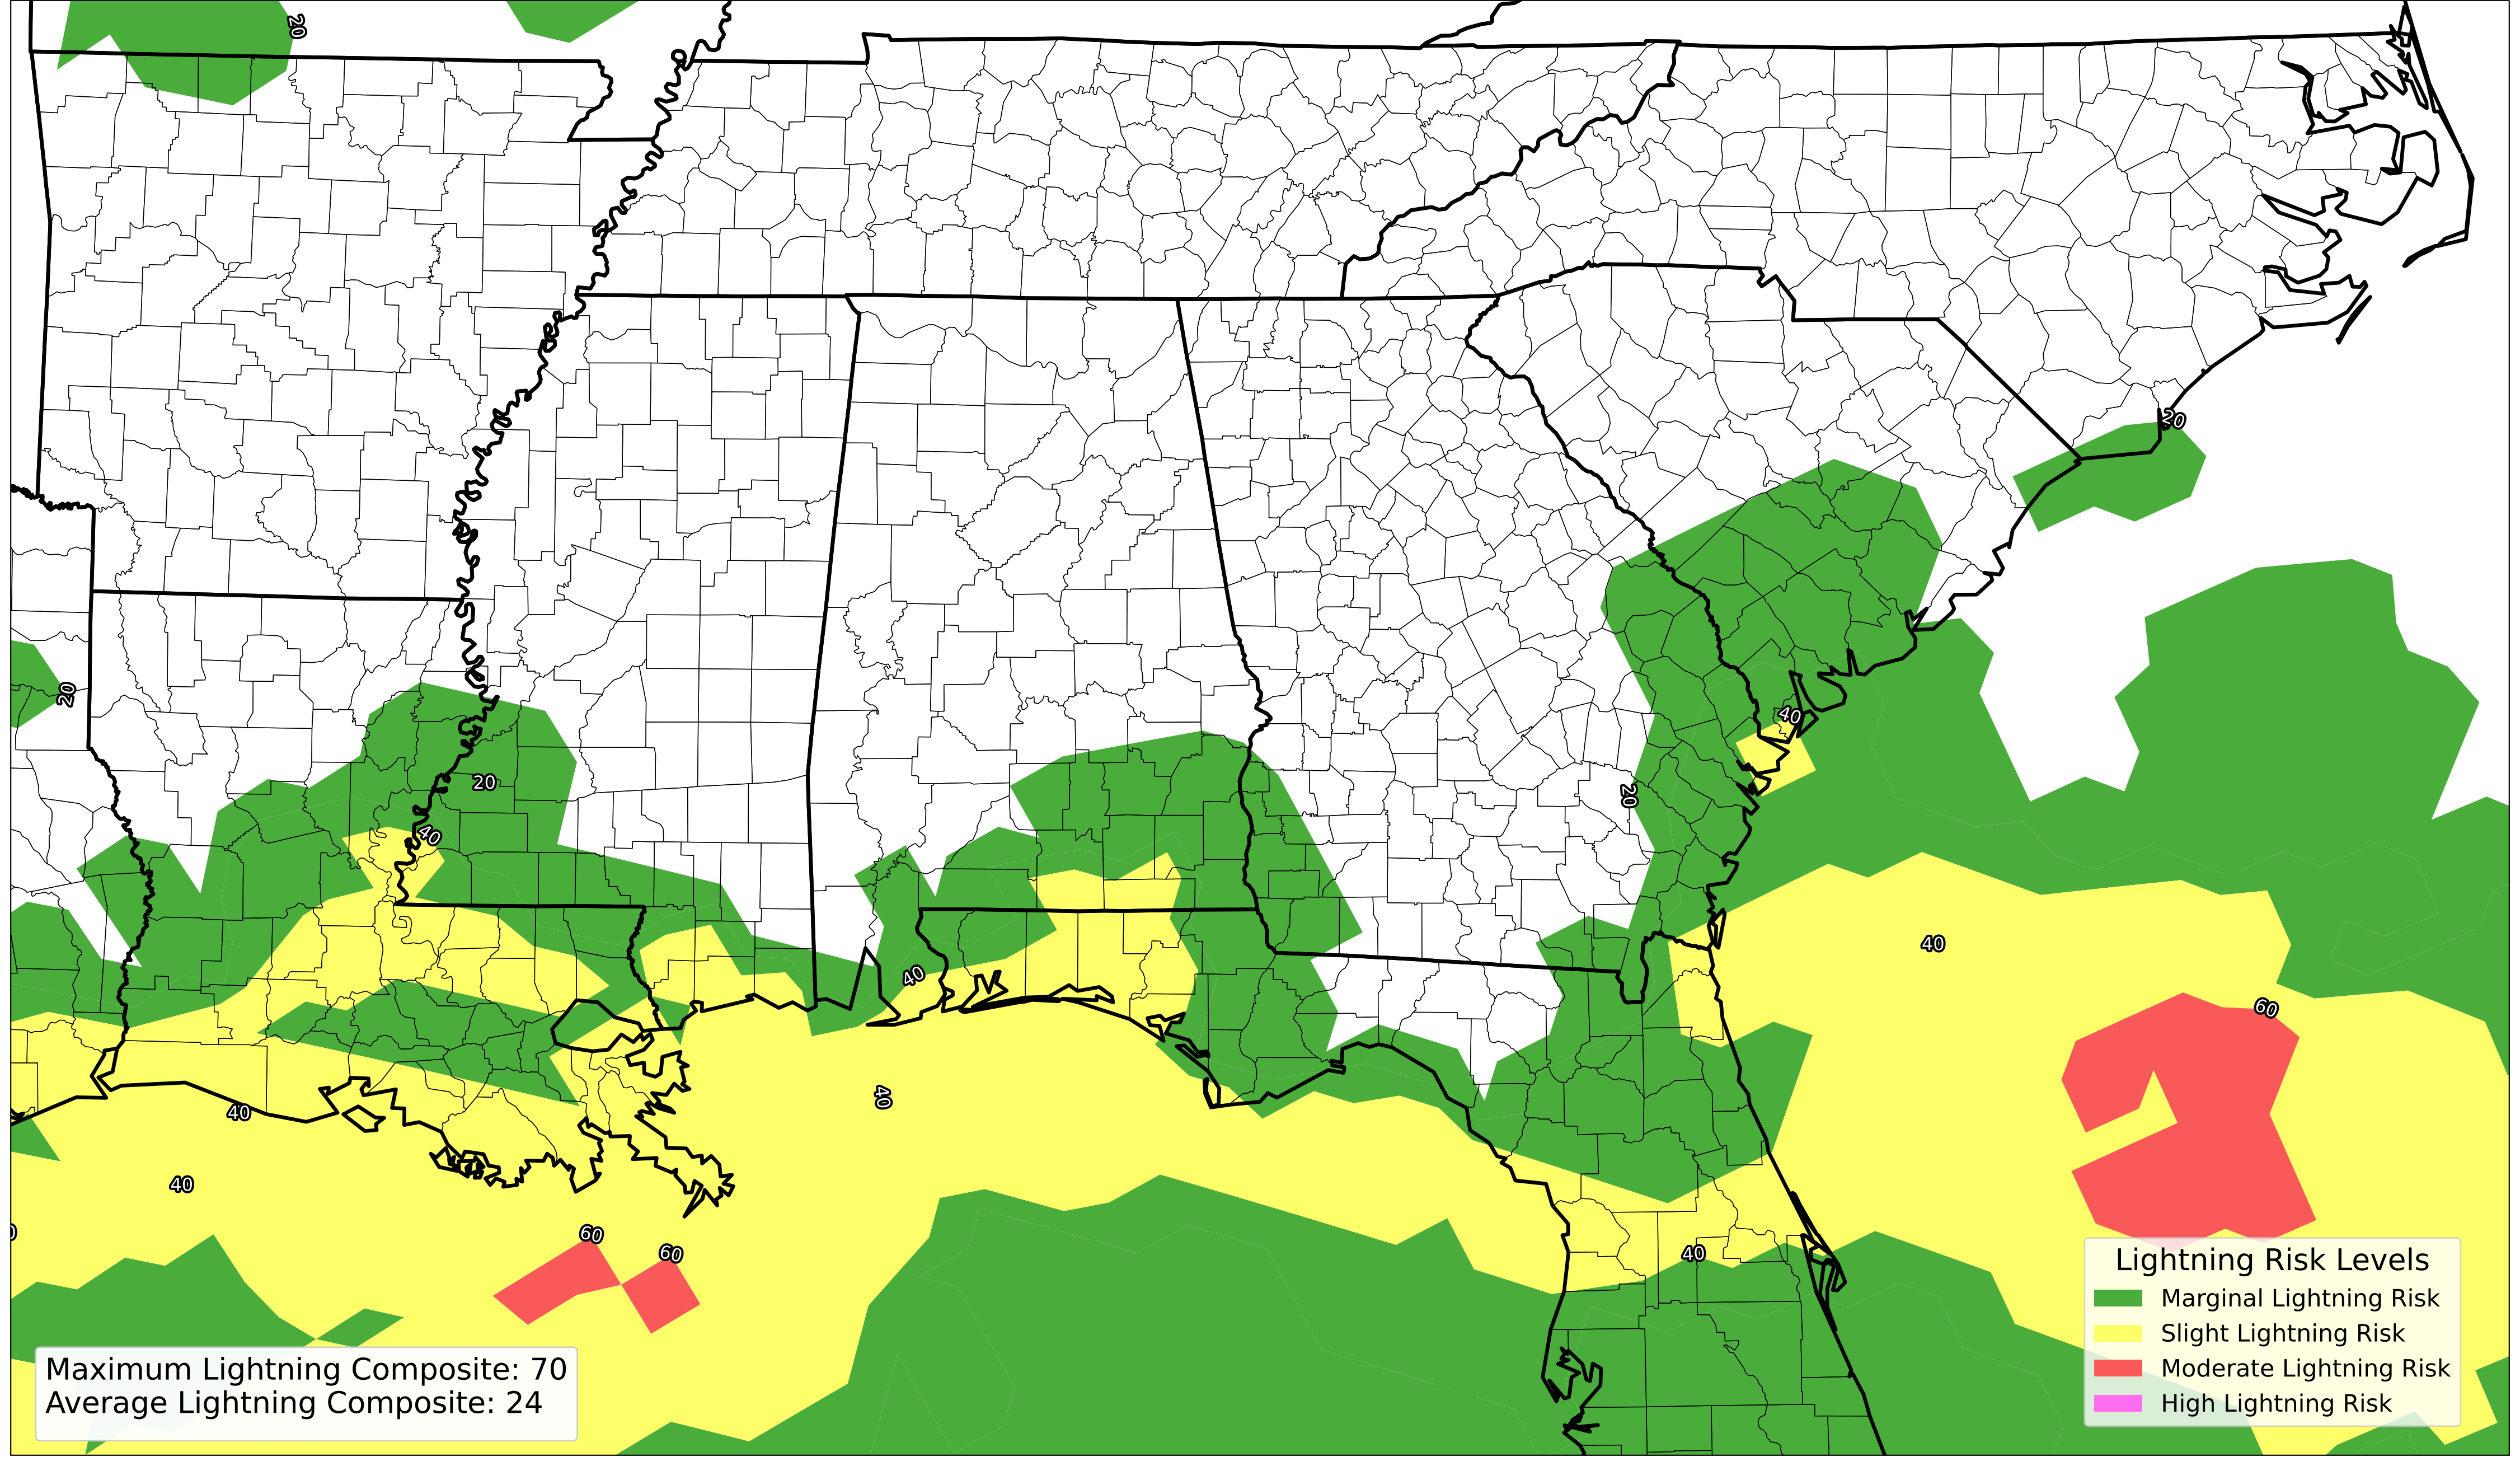 20
20
20
20
40
40
20
40
40
60
40
40
40
60
60
40
Lightning Risk Levels
Marginal Lightning Risk
Slight Lightning Risk
Moderate Lightning Risk
High Lightning Risk
Maximum Lightning Composite: 70
Average Lightning Composite: 24